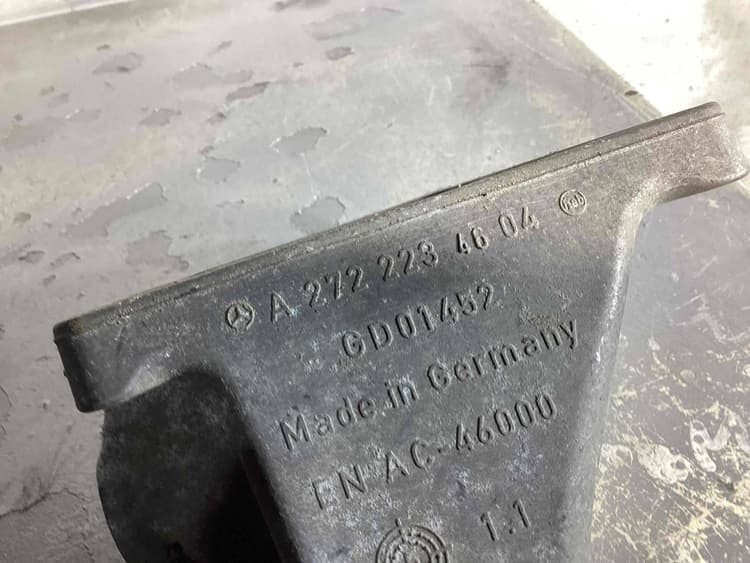 A 272 223 46 04
GD01452
Made in Germany
EN AC-46000
1.1